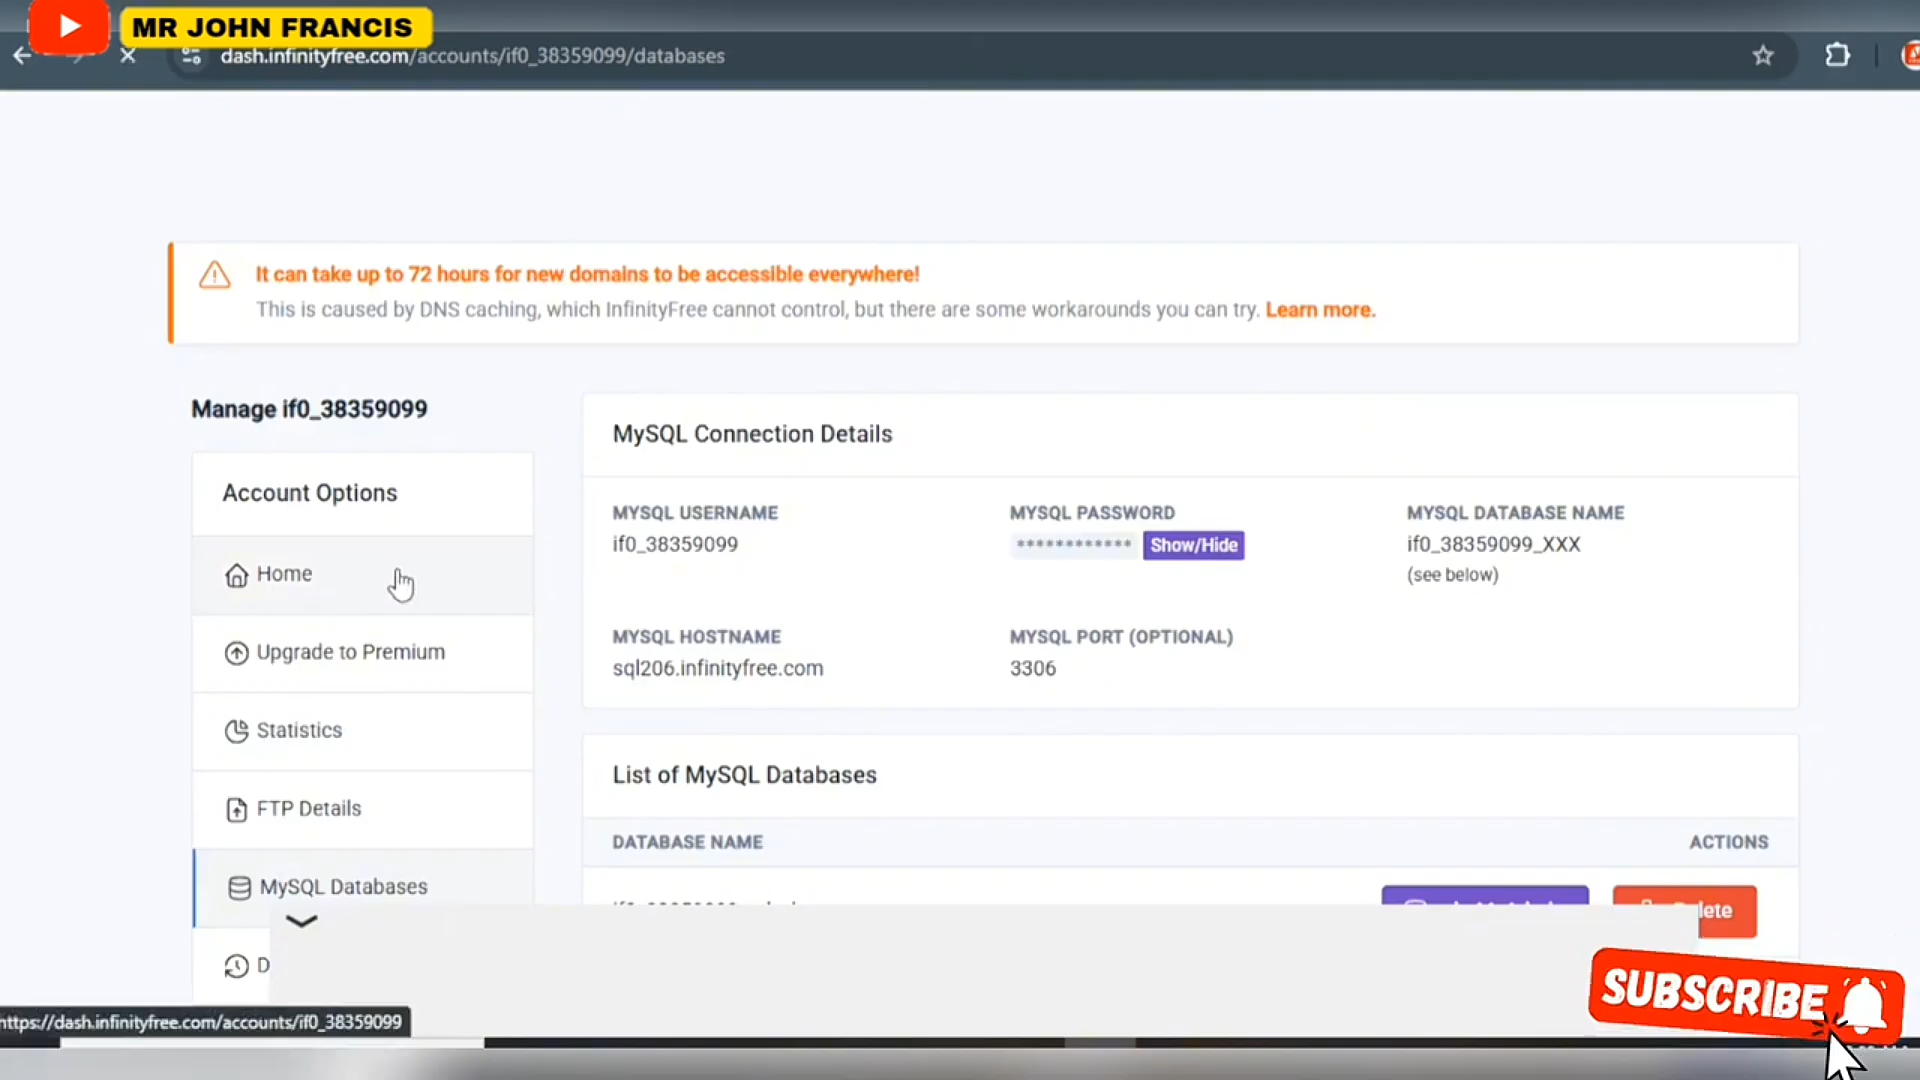 MR JOHN FRANCIS
dash.infinityfree.com/accounts/if0_38359099/databases
It can take up to 72 hours for new domains to be accessible everywhere!
This is caused by DNS caching, which InfinityFree cannot control, but there are some workarounds you can try. Learn more.
Manage if0_38359099
Account Options
Home
Upgrade to Premium
Statistics
FTP Details
MySQL Databases
D
MySQL Connection Details
MYSQL USERNAME
if0_38359099
MYSQL PASSWORD
************ Show/Hide
MYSQL DATABASE NAME
if0_38359099_XXX
(see below)
MYSQL HOSTNAME
sql206.infinityfree.com
MYSQL PORT (OPTIONAL)
3306
List of MySQL Databases
DATABASE NAME
ACTIONS
lete
SUBSCRIBE
https://dash.infinityfree.com/accounts/if0_38359099